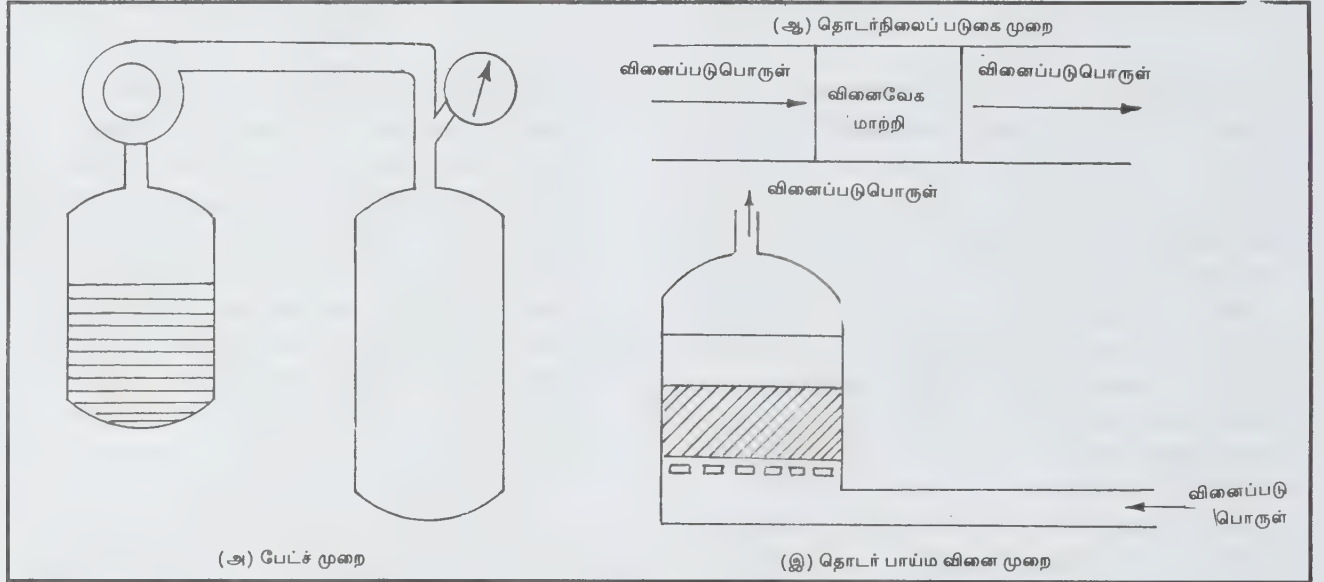 (ஆ) தொடர்நிலைப் படுகை முறை
வினைப்படுபொருள்
வினைவேக
மாற்றி
வினைப்படுபொருள்
வினைப்படுபொருள்
வினைப்படு
பொருள்
(அ) பேட்ச் முறை
(இ) தொடர் பாய்ம வினை முறை